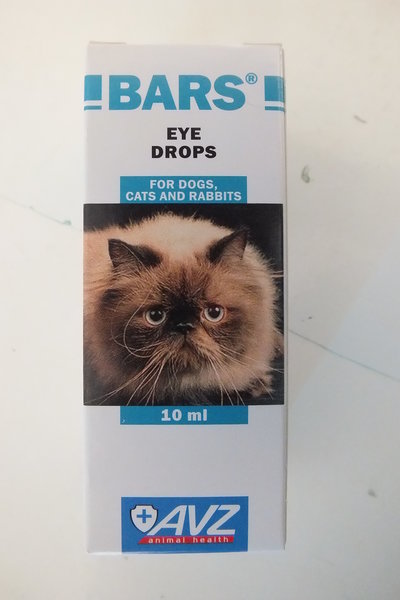 BARS®
EYE
DROPS
FOR DOGS,
CATS AND RABBITS
10 ml
AVZ
animal health